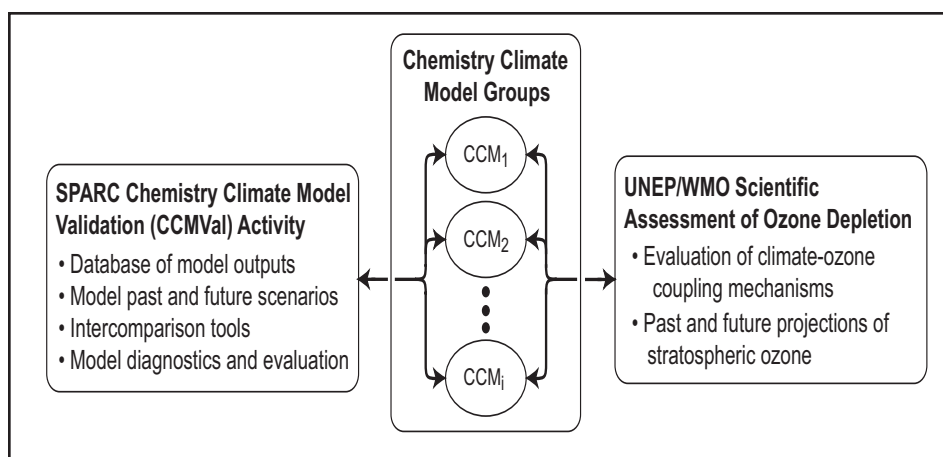 Chemistry Climate
Model Groups
CCM1
CCM2
CCMi
SPARC Chemistry Climate Model
Validation (CCMVal) Activity
• Database of model outputs
• Model past and future scenarios
• Intercomparison tools
• Model diagnostics and evaluation
UNEP/WMO Scientific
Assessment of Ozone Depletion
• Evaluation of climate-ozone
coupling mechanisms
• Past and future projections of
stratospheric ozone